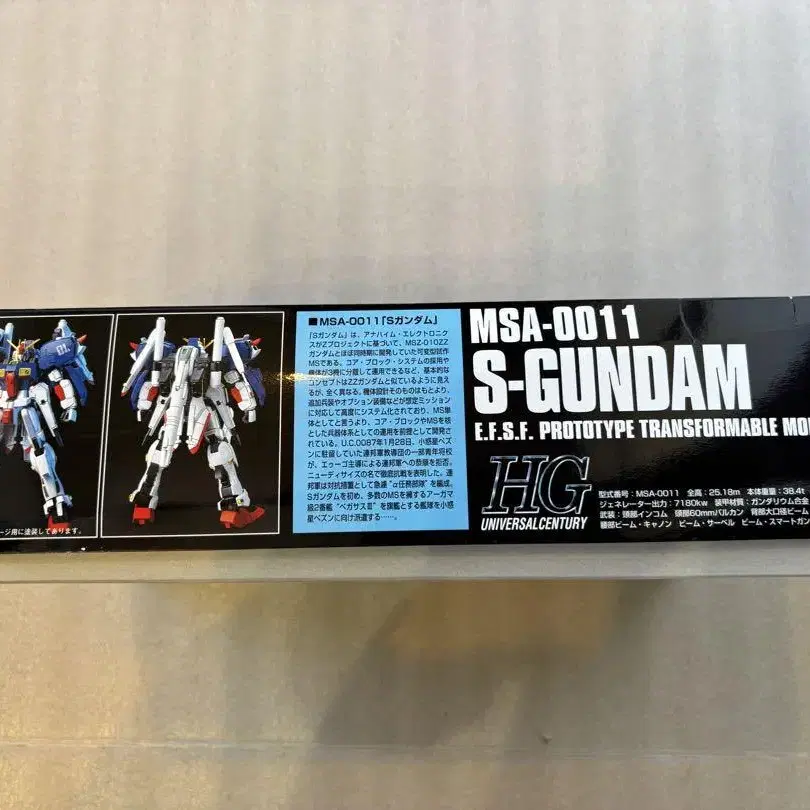 01
ージ用に塗装してあります。
■MSA-0011「Sガンダム」
「Sガンダム」は、アナハイム・エレクトロニク
スがZプロジェクトに基づいて、MSZ-010ZZ
ガンダムとほぼ同時期に開発していた可変型試作
MSである。コア・ブロック・システムの採用や
機体が3機に分離して運用できるなど、基本的な
コンセプトはZZガンダムと似ているように見え
るが、全く異なる。機体設計そのものはもとより、
追加兵装やオプション装備などが想定ミッション
に対応して高度にシステム化されており、MS単
体としてと言うより、コア・ブロックやMSを核
とした兵器体系としての運用を前提として開発さ
れている。U.C.0087年1月28日、小惑星ペズン
に駐留していた連邦軍教導団の一部青年将校
が、エゥーゴ主導による連邦軍への恭順を拒否。
ニューディサイズの名で徹底抗戦を表明した。連
邦軍は対抗措置として急遽“α任務部隊”を編成。
Sガンダムを初め、多数のMSを擁するアーガマ
級2番艦“ペガサスⅢ”を旗艦とする艦隊を小惑
星ペズンに向け派遣する……。
MSA-0011
S-GUNDAM
E.F.S.F. PROTOTYPE TRANSFORMABLE MO
HG
UNIVERSAL CENTURY
型式番号：MSA-0011 全高：25.18m 本体重量：38.4t
ジェネレーター出力：7180kw 装甲材質：ガンダリウム合金
武装：頭部インコム 頭部60mmバルカン 背部大口径ビーム
腰部ビーム・キャノン ビーム・サーベル ビーム・スマートガン